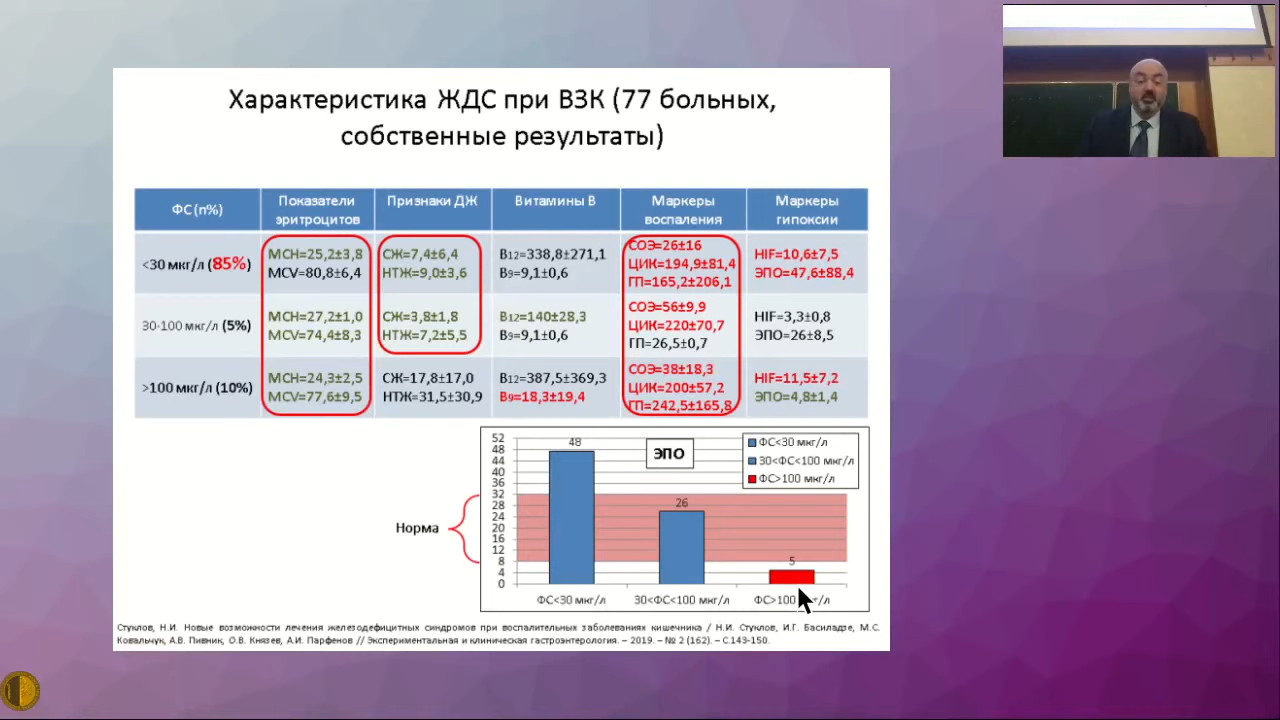 Характеристика ЖДС при ВЗК (77 больных,
собственные результаты)
ФС (n%)
Показатели
эритроцитов
Признаки ДЖ
Витамины В
Маркеры
воспаления
Маркеры
гипоксии
<30 мкг/л (85%)
МСН=25,2±3,8
MCV=80,8±6,4
СЖ=7,4±6,4
НТЖ=9,0±3,6
В12=338,8±271,1
В9=9,1±0,6
СОЭ=26±16
ЦИК=194,9±81,4
ГП=165,2±206,1
HIF=10,6±7,5
ЭПО=47,6±88,4
30-100 мкг/л (5%)
МСН=27,2±1,0
MCV=74,4±8,3
СЖ=3,8±1,8
НТЖ=7,2±5,5
В12=140±28,3
В9=9,1±0,6
СОЭ=56±9,9
ЦИК=220±70,7
ГП=26,5±0,7
HIF=3,3±0,8
ЭПО=26±8,5
>100 мкг/л (10%)
МСН=24,3±2,5
MCV=77,6±9,5
СЖ=17,8±17,0
НТЖ=31,5±30,9
В12=387,5±369,3
В9=18,3±19,4
СОЭ=38±18,3
ЦИК=200±57,2
ГП=242,5±165,8
HIF=11,5±7,2
ЭПО=4,8±1,4
ЭПО
ФС<30 мкг/л
30<ФС<100 мкг/л
ФС>100 мкг/л
52
48
44
40
36
32
28
24
20
16
12
8
4
0
48
26
5
Норма
ФС<30 мкг/л
30<ФС<100 мкг/л
ФС>100
Стуклов, Н.И. Новые возможности лечения железодефицитных синдромов при воспалительных заболеваниях кишечника / Н.И. Стуклов, И.Г. Басиладзе, М.С.
Ковальчук, А.В. Пивник, О.В. Князев, А.И. Парфенов // Экспериментальная и клиническая гастроэнтерология. – 2019. – № 2 (162). – С.143-150.